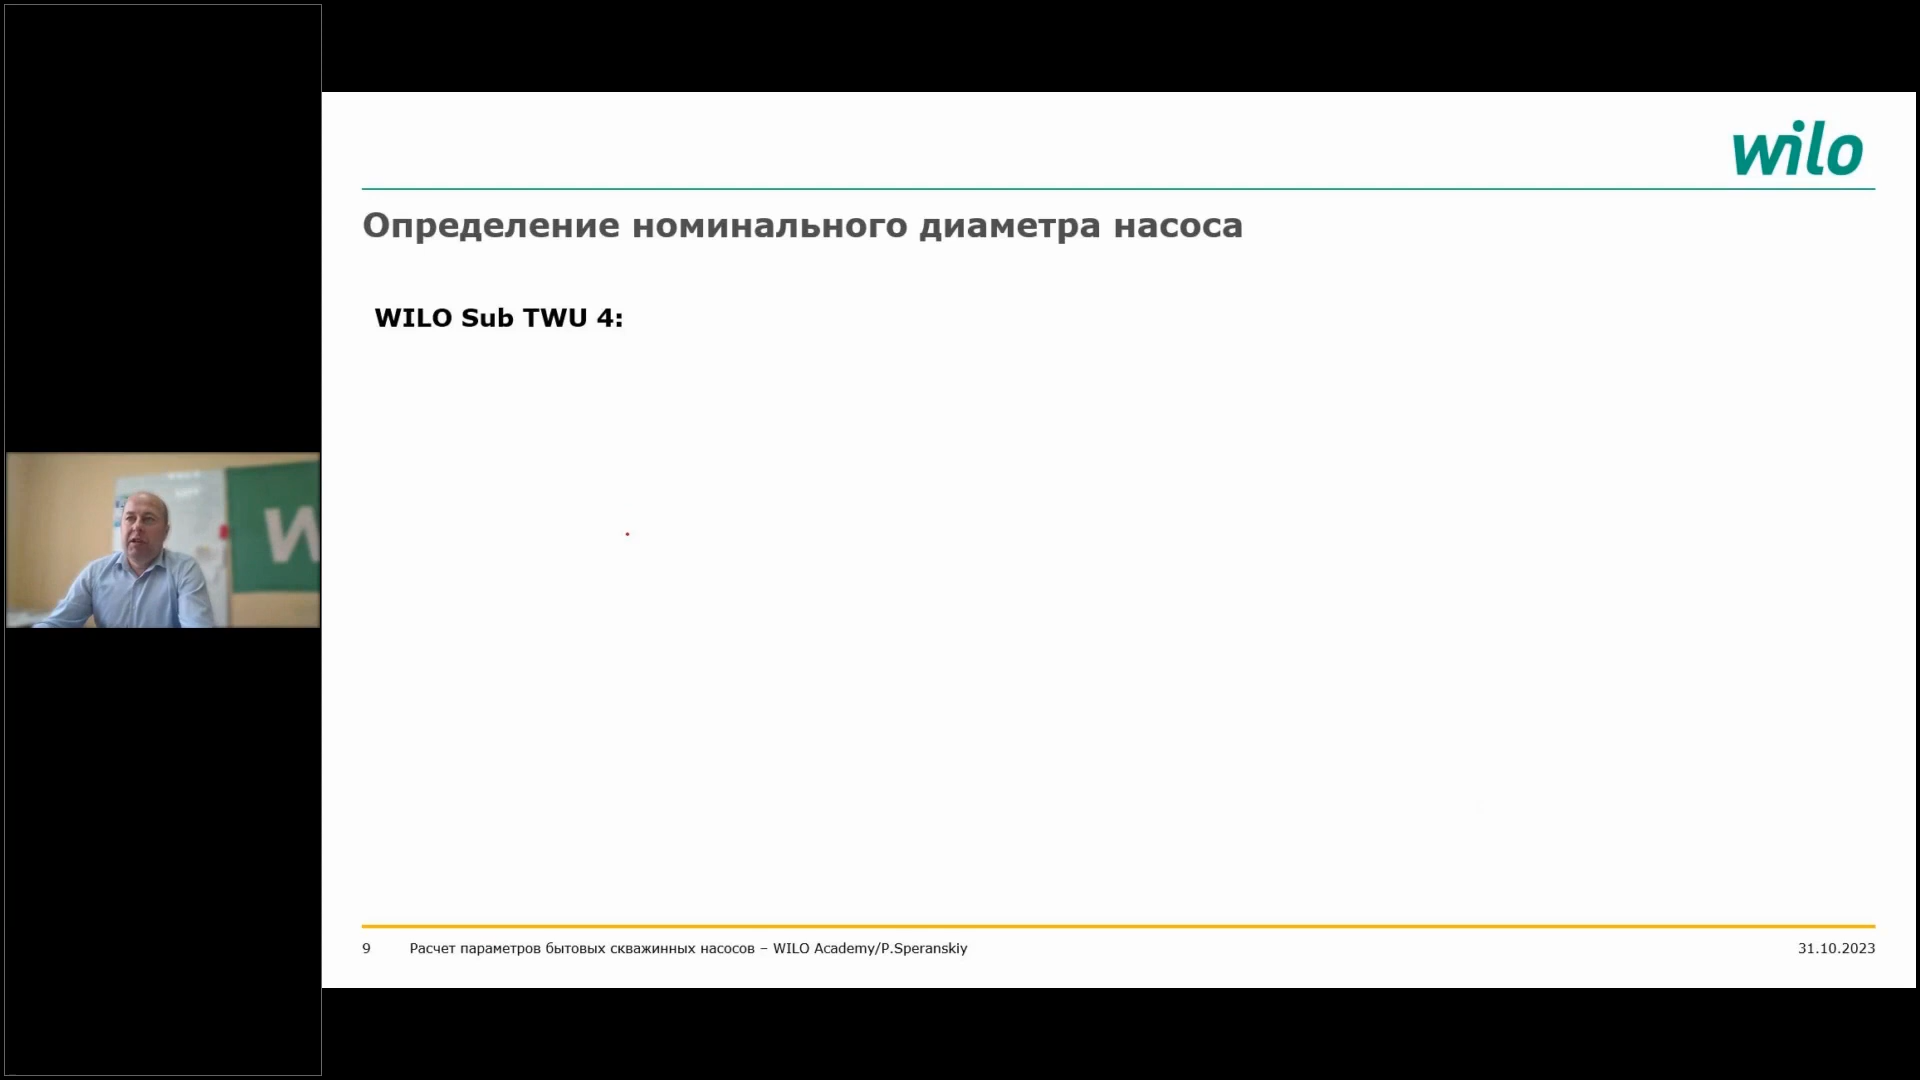 wilo
Определение номинального диаметра насоса
WILO Sub TWU 4:
W
9 Расчет параметров бытовых скважинных насосов – WILO Academy/P.Speranskiy 31.10.2023